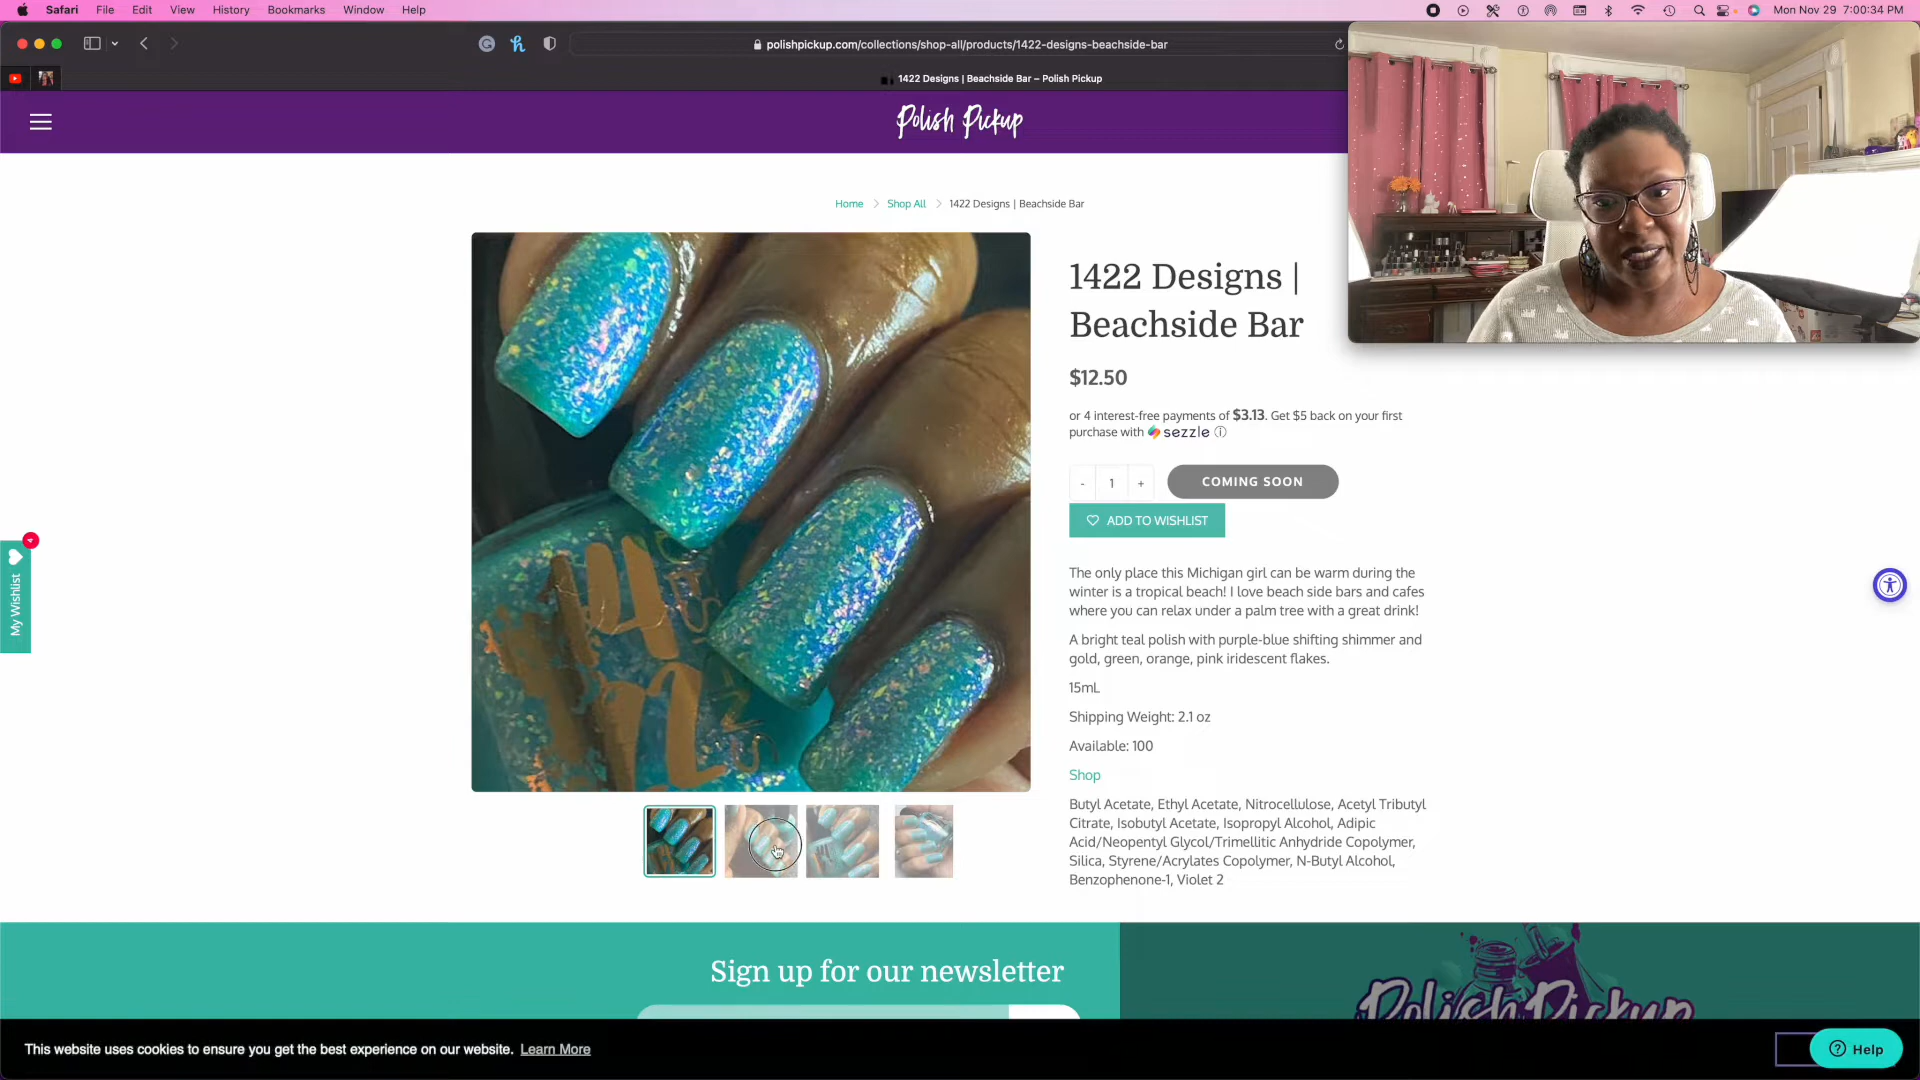 Safari File Edit View History Bookmarks Window Help
Mon Nov 29 7:00:34 PM
polishpickup.com/collections/shop-all/products/1422-designs-beachside-bar
1422 Designs | Beachside Bar – Polish Pickup
Polish Pickup
Home > Shop All > 1422 Designs | Beachside Bar
1422 Designs |
Beachside Bar
$12.50
or 4 interest-free payments of $3.13. Get $5 back on your first
purchase with sezzle
- 1 + COMING SOON
ADD TO WISHLIST
My Wishlist
The only place this Michigan girl can be warm during the
winter is a tropical beach! I love beach side bars and cafes
where you can relax under a palm tree with a great drink!
A bright teal polish with purple-blue shifting shimmer and
gold, green, orange, pink iridescent flakes.
15mL
Shipping Weight: 2.1 oz
Available: 100
Shop
Butyl Acetate, Ethyl Acetate, Nitrocellulose, Acetyl Tributyl
Citrate, Isobutyl Acetate, Isopropyl Alcohol, Adipic
Acid/Neopentyl Glycol/Trimellitic Anhydride Copolymer,
Silica, Styrene/Acrylates Copolymer, N-Butyl Alcohol,
Benzophenone-1, Violet 2
Sign up for our newsletter
Polish Pickup
This website uses cookies to ensure you get the best experience on our website. Learn More
Help